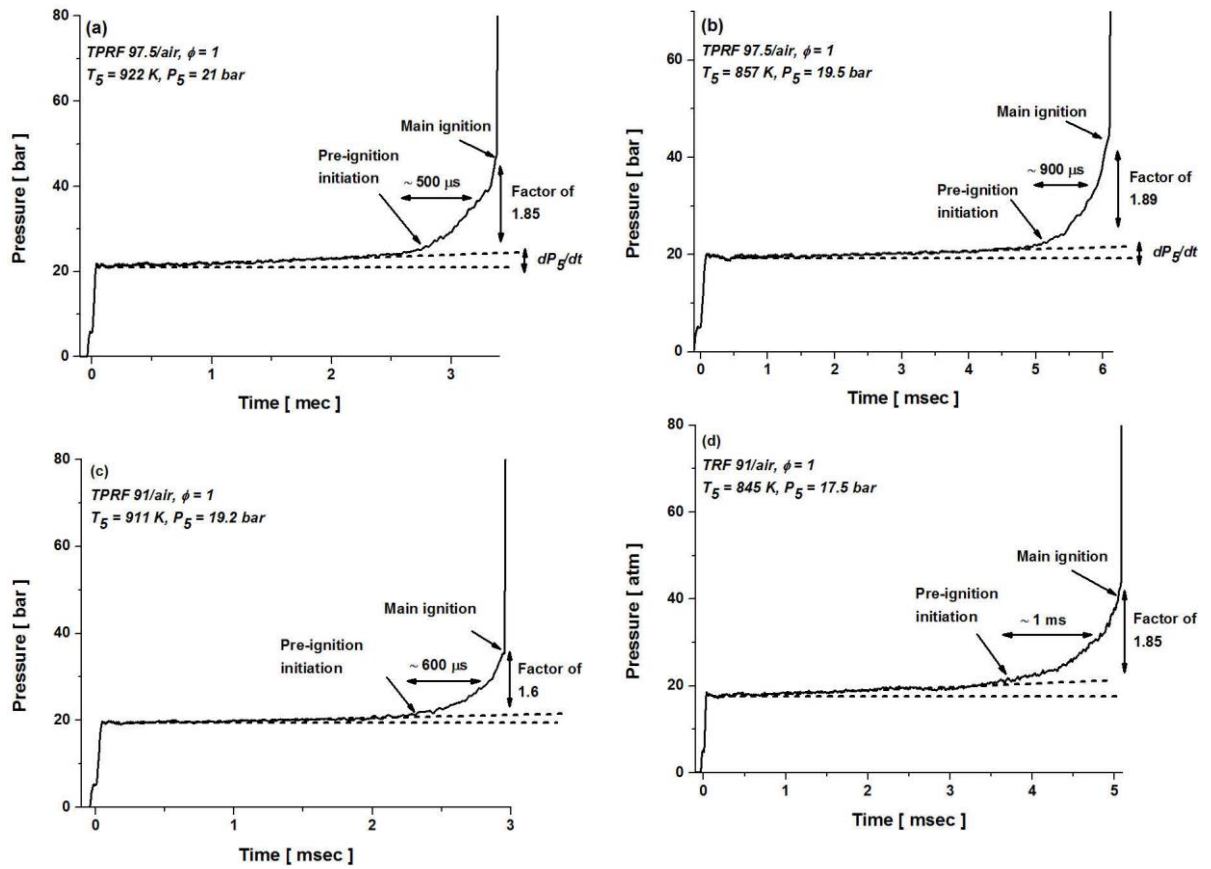 (a)
TPRF 97.5/air, ϕ = 1
T5 = 922 K, P5 = 21 bar
Main ignition
Pre-ignition
initiation
~ 500 µs
Factor of
1.85
dP5/dt
80
60
40
20
0
Pressure [ bar ]
0
1
2
3
Time [ mec ]
(b)
TPRF 97.5/air, ϕ = 1
T5 = 857 K, P5 = 19.5 bar
Main ignition
~ 900 µs
Pre-ignition
initiation
Factor of
1.89
dP5/dt
60
40
20
0
Pressure [ bar ]
0
1
2
3
4
5
6
Time [ msec ]
(c)
TPRF 91/air, ϕ = 1
T5 = 911 K, P5 = 19.2 bar
Main ignition
Pre-ignition
initiation
~ 600 µs
Factor of
1.6
80
60
40
20
0
Pressure [ bar ]
0
1
2
3
Time [ msec ]
(d)
TRF 91/air, ϕ = 1
T5 = 845 K, P5 = 17.5 bar
Main ignition
Pre-ignition
initiation
~ 1 ms
Factor of
1.85
80
60
40
20
0
Pressure [ atm ]
0
1
2
3
4
5
Time [ msec ]